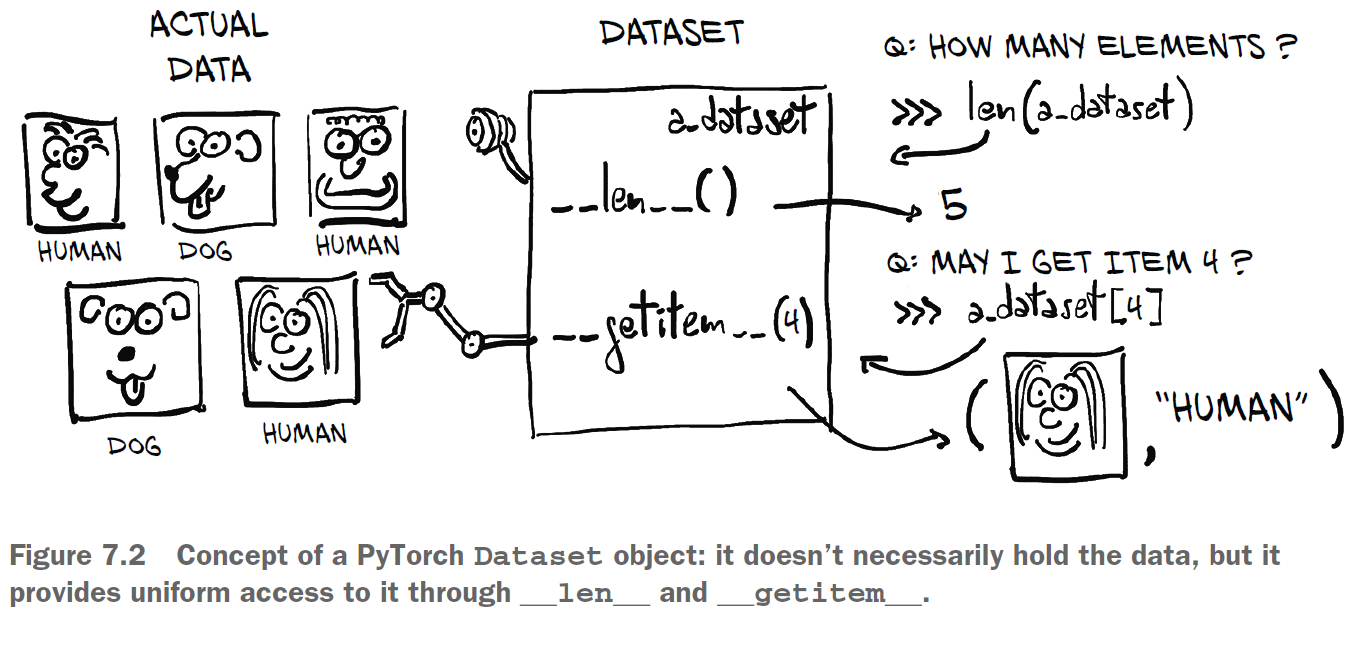 ACTUAL
DATA
HUMAN
DOG
HUMAN
DOG
HUMAN
DATASET
a_dataset
__len__()
__getitem__(4)
Q: HOW MANY ELEMENTS?
>>> len(a_dataset)
5
Q: MAY I GET ITEM 4?
>>> a_dataset[4]
( , "HUMAN" )
Figure 7.2 Concept of a PyTorch Dataset object: it doesn’t necessarily hold the data, but it
provides uniform access to it through __len__ and __getitem__.